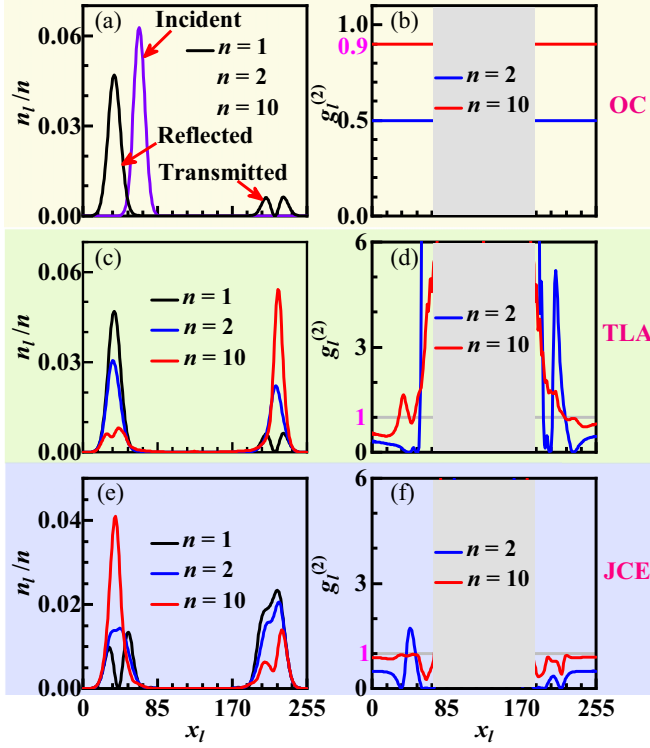 (a)
Incident
n = 1
n = 2
n = 10
Reflected
Transmitted
n_l/n
0.06
0.03
0.00
(b)
1.0
0.9
0.5
0.0
g_l^(2)
n = 2
n = 10
OC
(c)
n = 1
n = 2
n = 10
n_l/n
0.06
0.03
0.00
(d)
6
3
1
0
g_l^(2)
n = 2
n = 10
TLA
(e)
n = 1
n = 2
n = 10
n_l/n
0.04
0.02
0.00
0 85 170 255
x_l
(f)
6
3
1
0
g_l^(2)
n = 2
n = 10
JCE
0 85 170 255
x_l